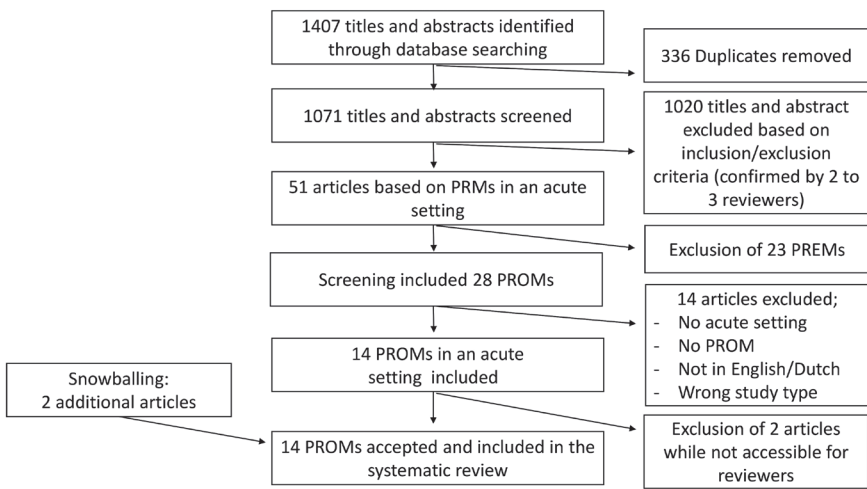 1407 titles and abstracts identified
through database searching
336 Duplicates removed
1071 titles and abstracts screened
1020 titles and abstract
excluded based on
inclusion/exclusion
criteria (confirmed by 2 to
3 reviewers)
51 articles based on PRMs in an acute
setting
Exclusion of 23 PREMs
Screening included 28 PROMs
14 articles excluded;
- No acute setting
- No PROM
- Not in English/Dutch
- Wrong study type
14 PROMs in an acute
setting included
Snowballing:
2 additional articles
Exclusion of 2 articles
while not accessible for
reviewers
14 PROMs accepted and included in the
systematic review